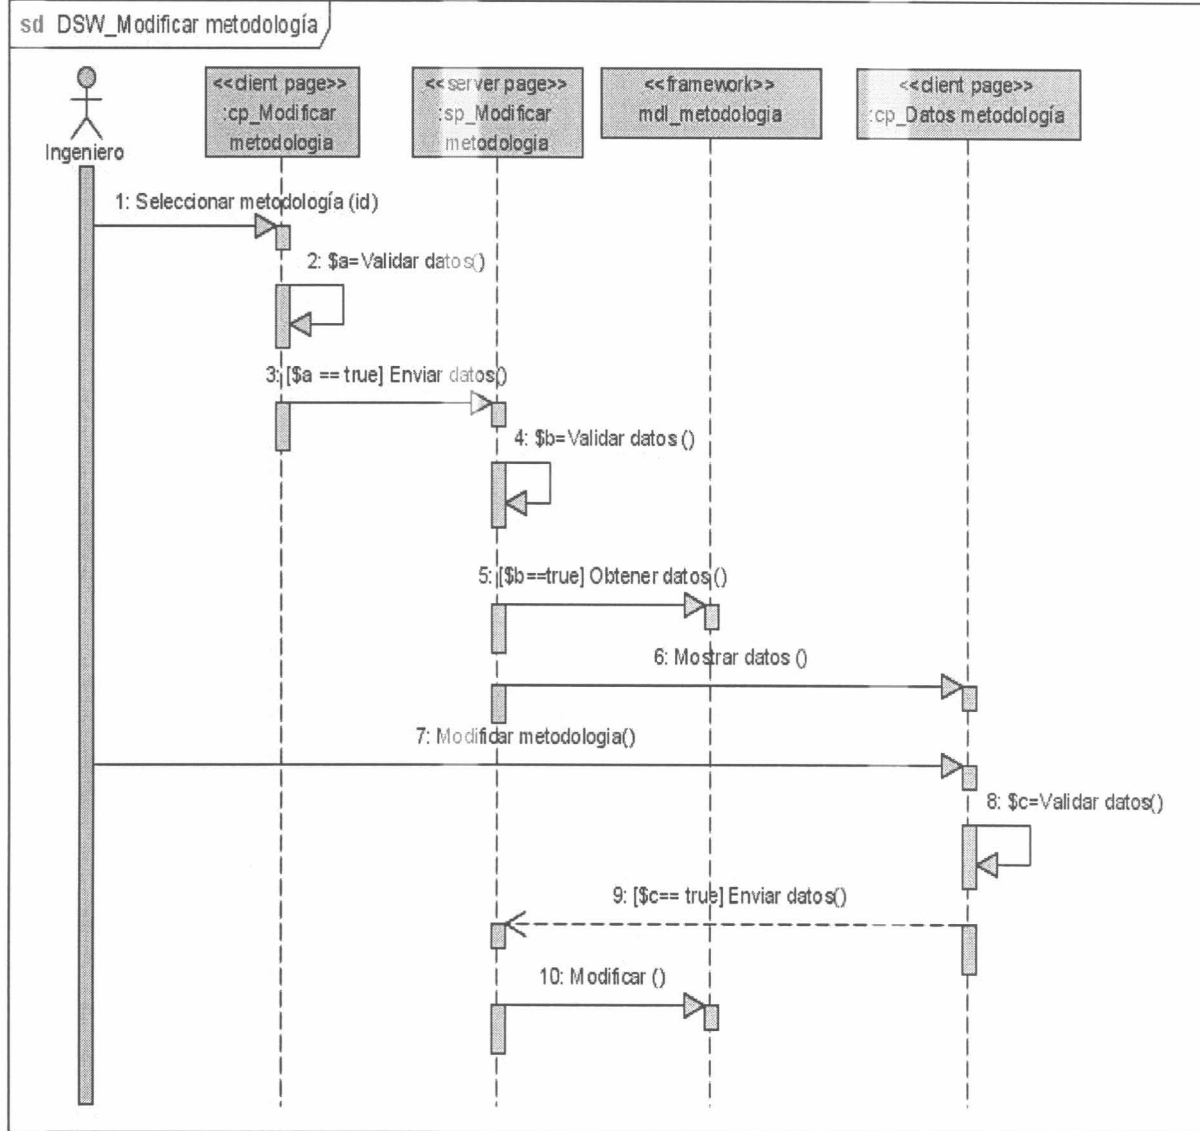 sd DSW_Modificar metodología
Ingeniero
<<client page>>
:cp_Modificar
metodologia
<<server page>>
:sp_Modificar
metodologia
<<framework>>
mdl_metodologia
<<client page>>
:cp_Datos metodología
1: Seleccionar metodología (id)
2: $a=Validar datos()
3: [$a == true] Enviar datos()
4: $b=Validar datos ()
5: [$b==true] Obtener datos ()
6: Mostrar datos ()
7: Modificar metodologia()
8: $c=Validar datos()
9: [$c== true] Enviar datos()
10: Modificar ()